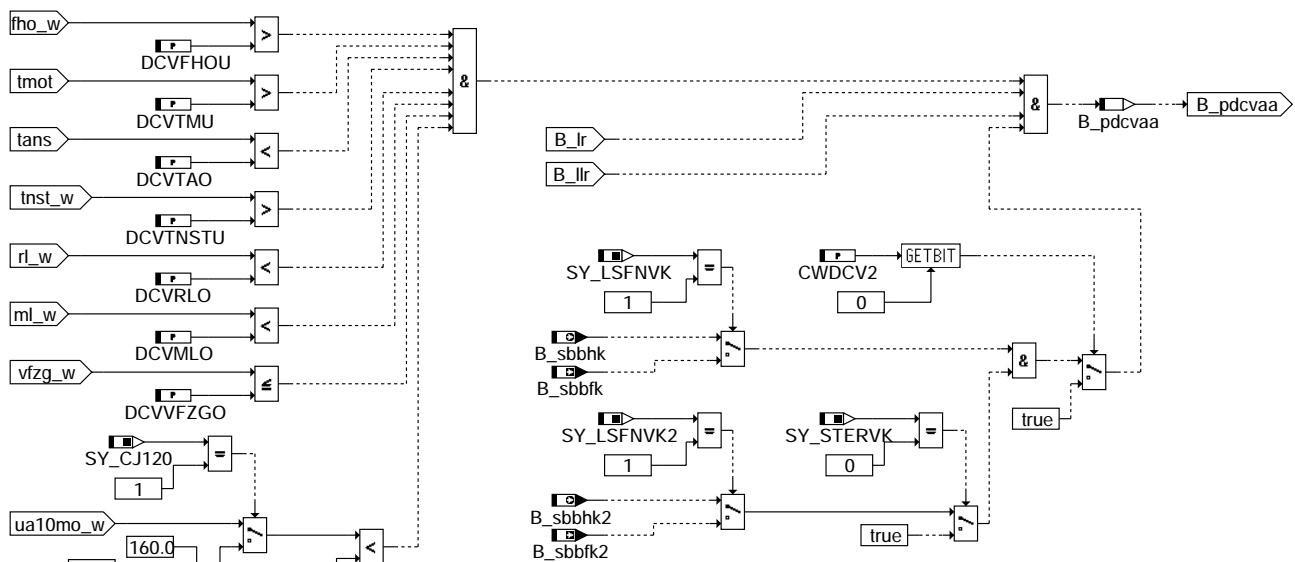 fho_w
>
P
DCVFHOU
tmot
>
P
DCVTMU
tans
<
P
DCVTAO
tnst_w
>
P
DCVTNSTU
rl_w
<
P
DCVRLO
ml_w
<
P
DCVMLO
vfzg_w
≤
P
DCVVFZGO
SY_CJ120
=
1
ua10mo_w
160.0
<
&
B_lr
B_llr
&
B_pdcvaa
B_pdcvaa
SY_LSFNVK
=
1
CWDCV2
P
GETBIT
0
B_sbbhk
B_sbbfk
&
true
SY_LSFNVK2
=
1
SY_STERVK
=
0
B_sbbhk2
B_sbbfk2
true